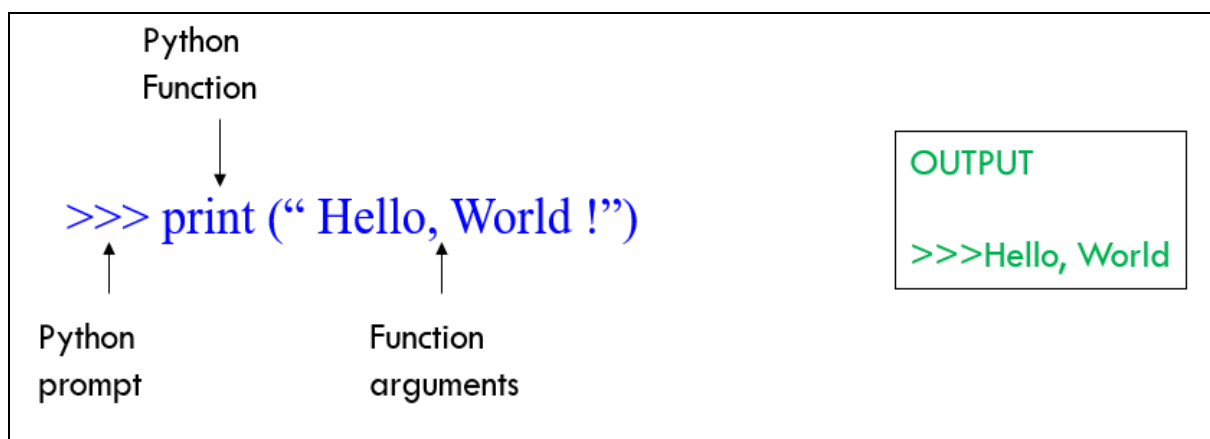 Python
Function
>>> print (“ Hello, World !”)
Python
prompt
Function
arguments
OUTPUT
>>>Hello, World